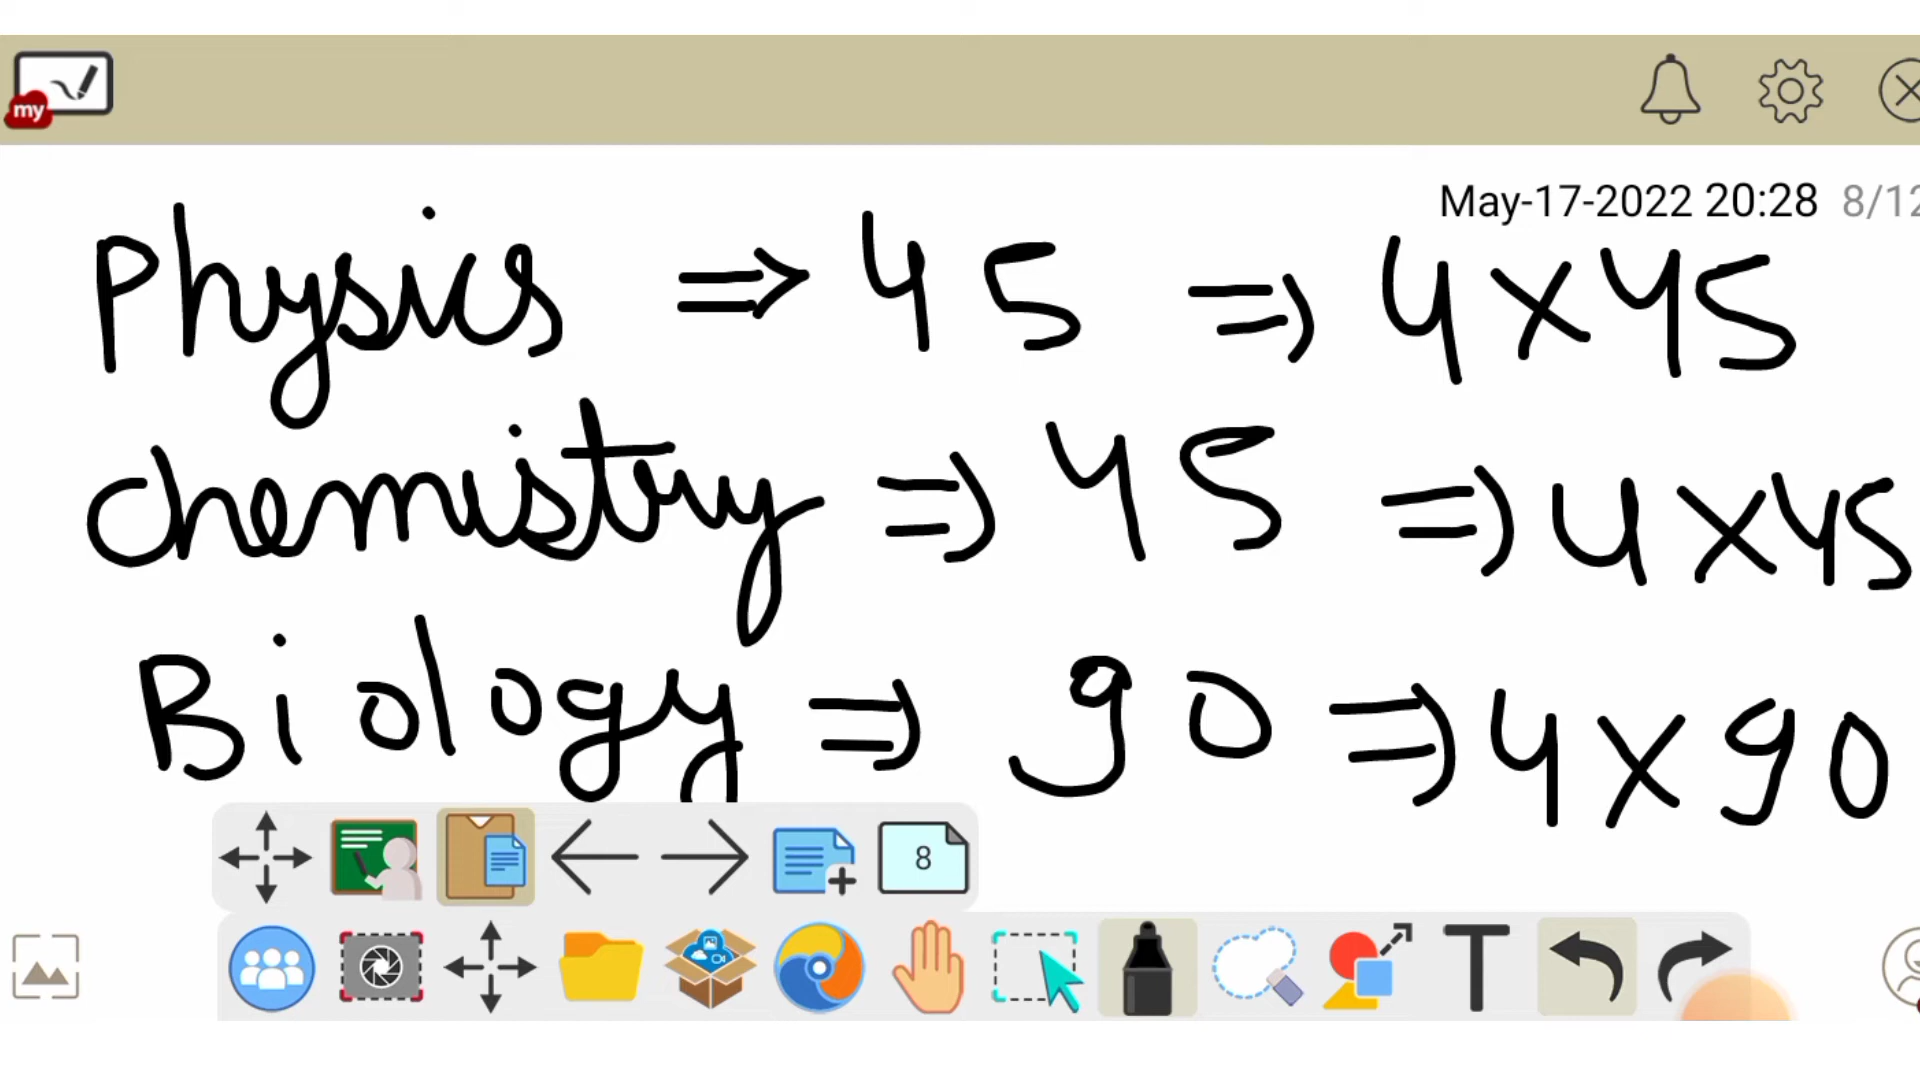 my
May-17-2022 20:28 8/12
Physics ⇒ 45 ⇒ 4×45
Chemistry ⇒ 45 ⇒ 4×45
Biology ⇒ 90 ⇒ 4×90
8
T